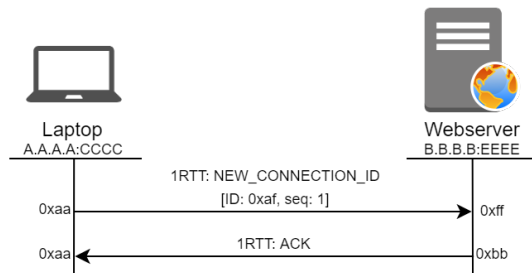 Laptop
A.A.A.A:CCCC
Webserver
B.B.B.B:EEEE
1RTT: NEW_CONNECTION_ID
[ID: 0xaf, seq: 1]
0xaa
0xff
1RTT: ACK
0xaa
0xbb